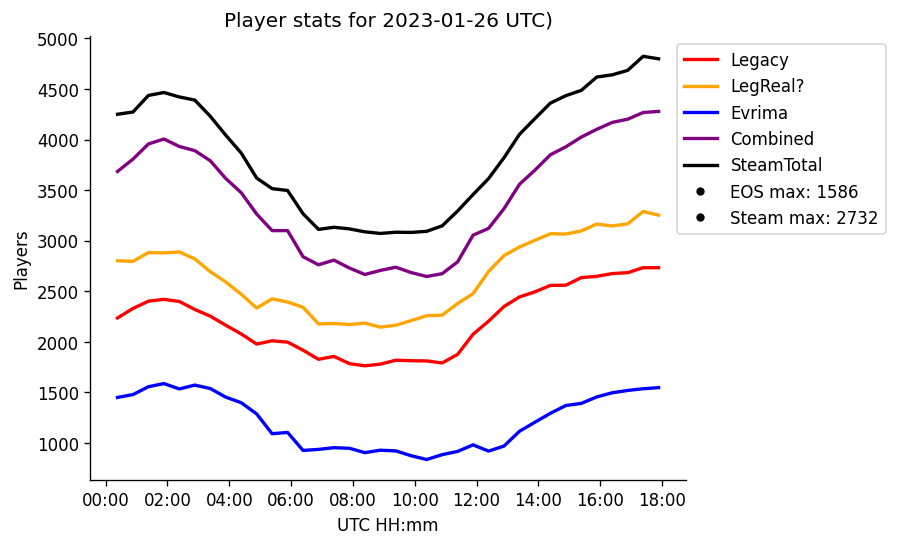 Player stats for 2023-01-26 UTC)
5000
4500
4000
3500
3000
2500
2000
1500
1000
Players
00:00 02:00 04:00 06:00 08:00 10:00 12:00 14:00 16:00 18:00
UTC HH:mm
Legacy
LegReal?
Evrima
Combined
SteamTotal
EOS max: 1586
Steam max: 2732